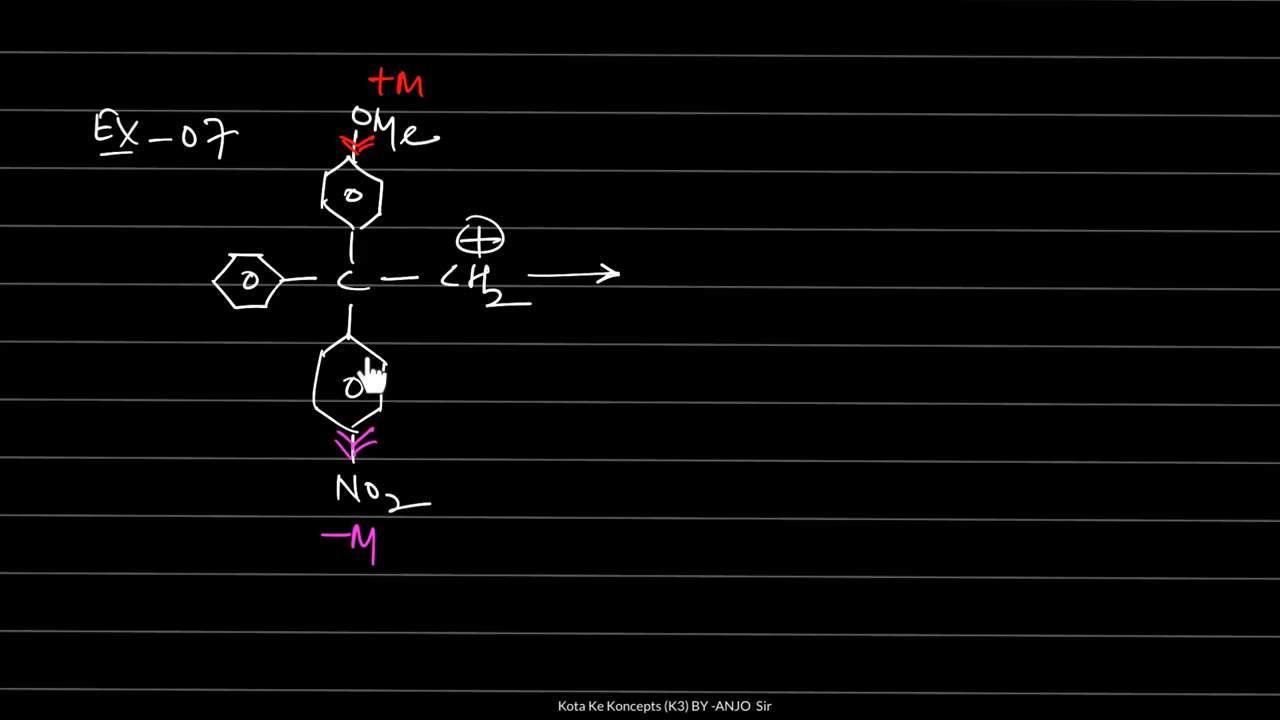 +M
OMe
EX-07
⊕
C - CH2 →
NO2
-M
Kota Ke Koncepts (K3) BY -ANJO Sir